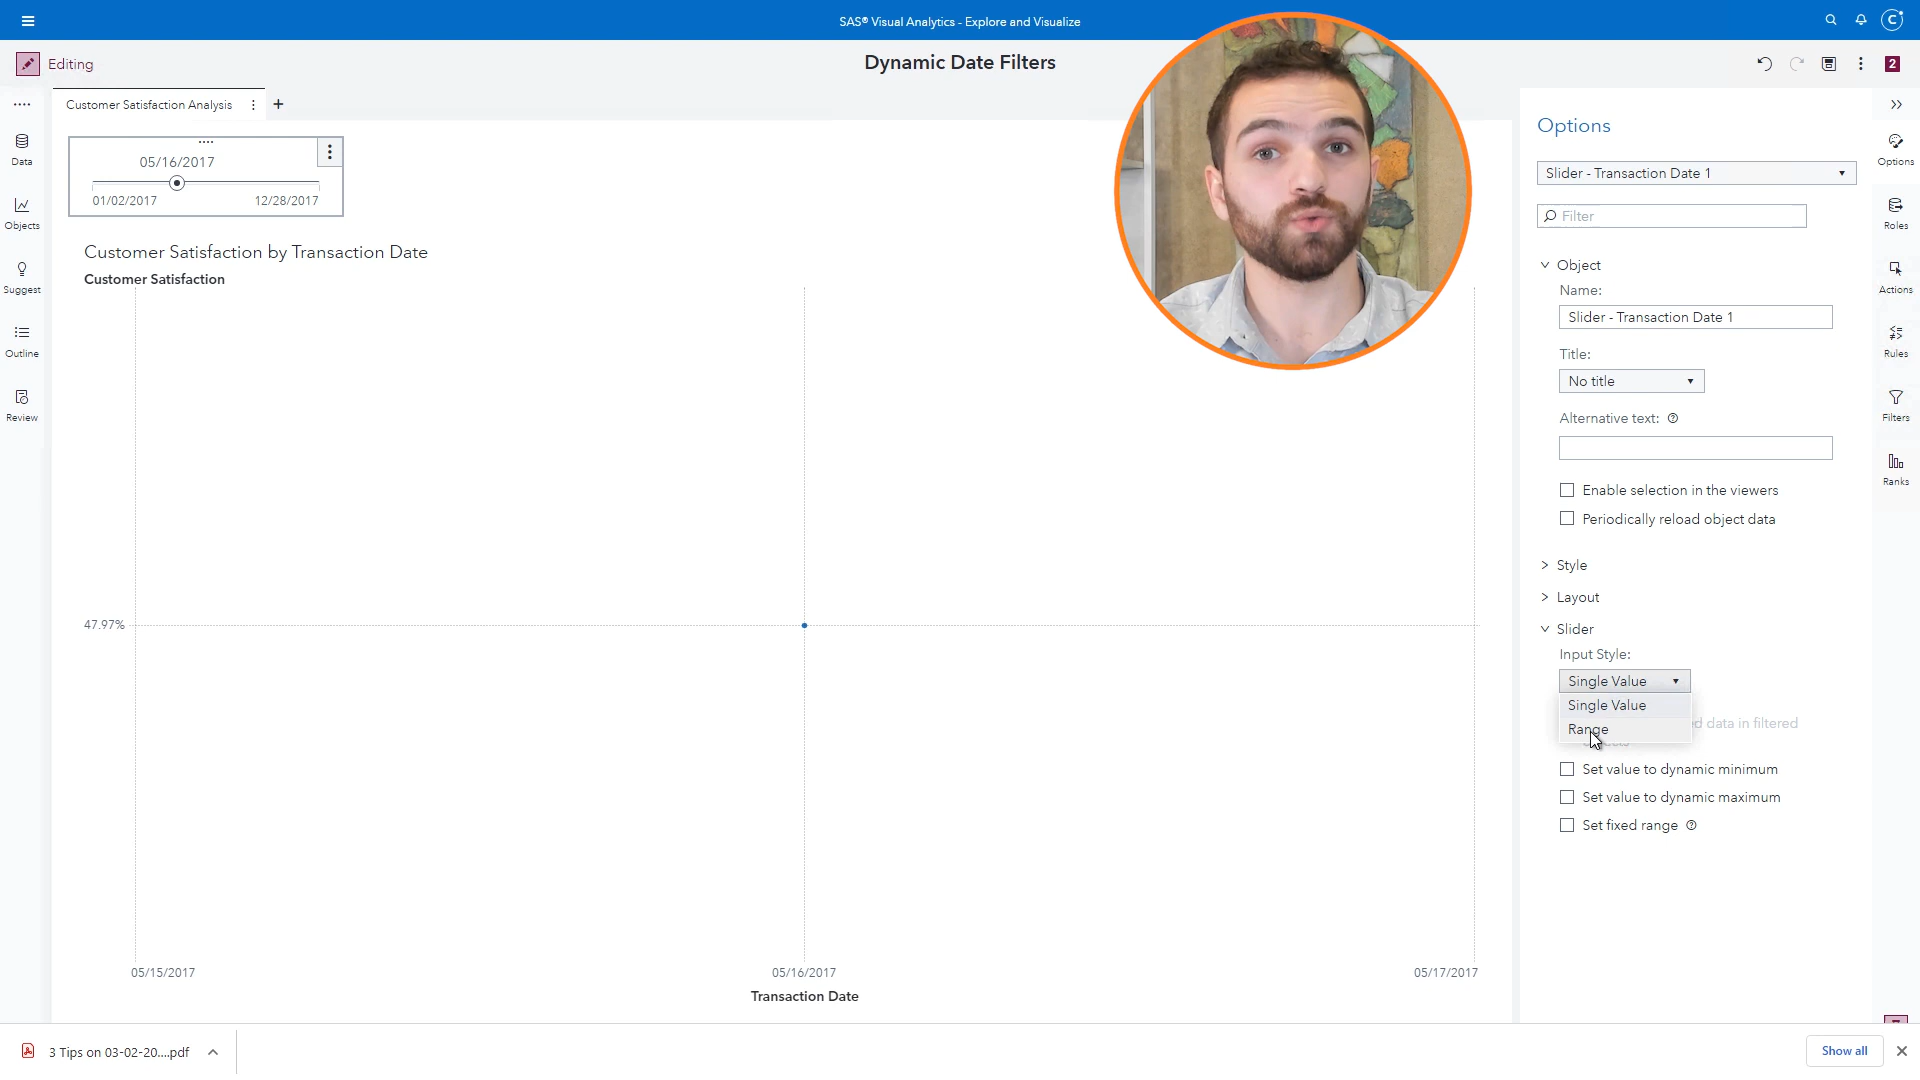 SAS® Visual Analytics - Explore and Visualize
C
Editing
Dynamic Date Filters
2
Customer Satisfaction Analysis
Data
Objects
Suggest
Outline
Review
05/16/2017
01/02/2017
12/28/2017
Customer Satisfaction by Transaction Date
Customer Satisfaction
47.97%
05/15/2017
05/16/2017
05/17/2017
Transaction Date
Options
Slider - Transaction Date 1
Filter
Object
Name:
Slider - Transaction Date 1
Title:
No title
Alternative text:
Enable selection in the viewers
Periodically reload object data
Style
Layout
Slider
Input Style:
Single Value
Single Value
Range
data in filtered
Set value to dynamic minimum
Set value to dynamic maximum
Set fixed range
Options
Roles
Actions
Rules
Filters
Ranks
3 Tips on 03-02-20....pdf
Show all